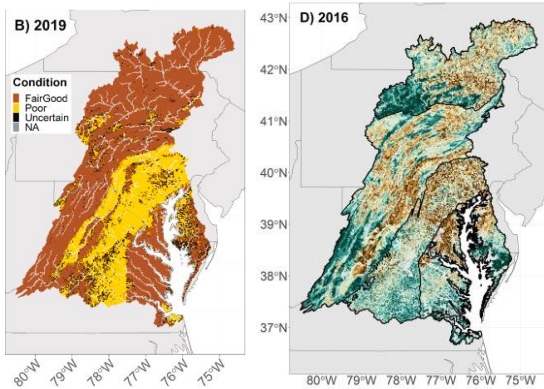 B) 2019
Condition
FairGood
Poor
Uncertain
NA
80°W
79°W
78°W
77°W
76°W
75°W
D) 2016
43°N
42°N
41°N
40°N
39°N
38°N
37°N
80°W
79°W
78°W
77°W
76°W
75°W